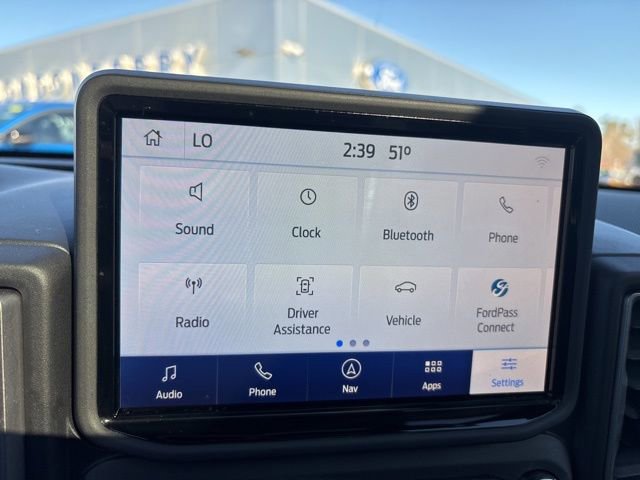 LO 2:39 51°
Sound
Clock
Bluetooth
Phone
Radio
Driver
Assistance
Vehicle
FordPass
Connect
Audio
Phone
Nav
Apps
Settings